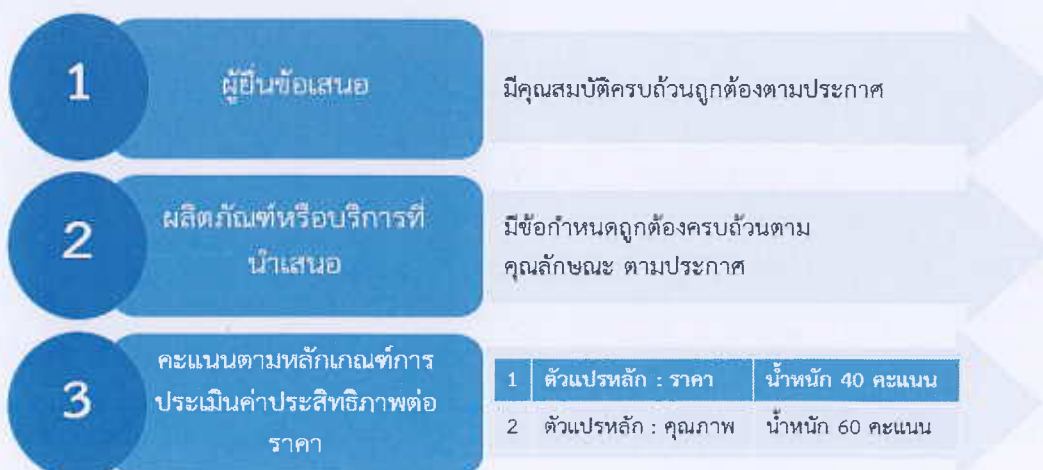 1
ผู้ยื่นข้อเสนอ
มีคุณสมบัติครบถ้วนถูกต้องตามประกาศ
2
ผลิตภัณฑ์หรือบริการที่
นำเสนอ
มีข้อกำหนดถูกต้องครบถ้วนตาม
คุณลักษณะ ตามประกาศ
3
คะแนนตามหลักเกณฑ์การ
ประเมินค่าประสิทธิภาพต่อ
ราคา
1 ตัวแปรหลัก : ราคา น้ำหนัก 40 คะแนน
2 ตัวแปรหลัก : คุณภาพ น้ำหนัก 60 คะแนน